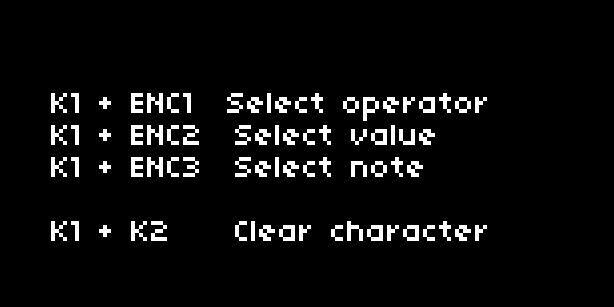 K1 + ENC1 Select operator
K1 + ENC2 Select value
K1 + ENC3 Select note
K1 + K2 Clear character